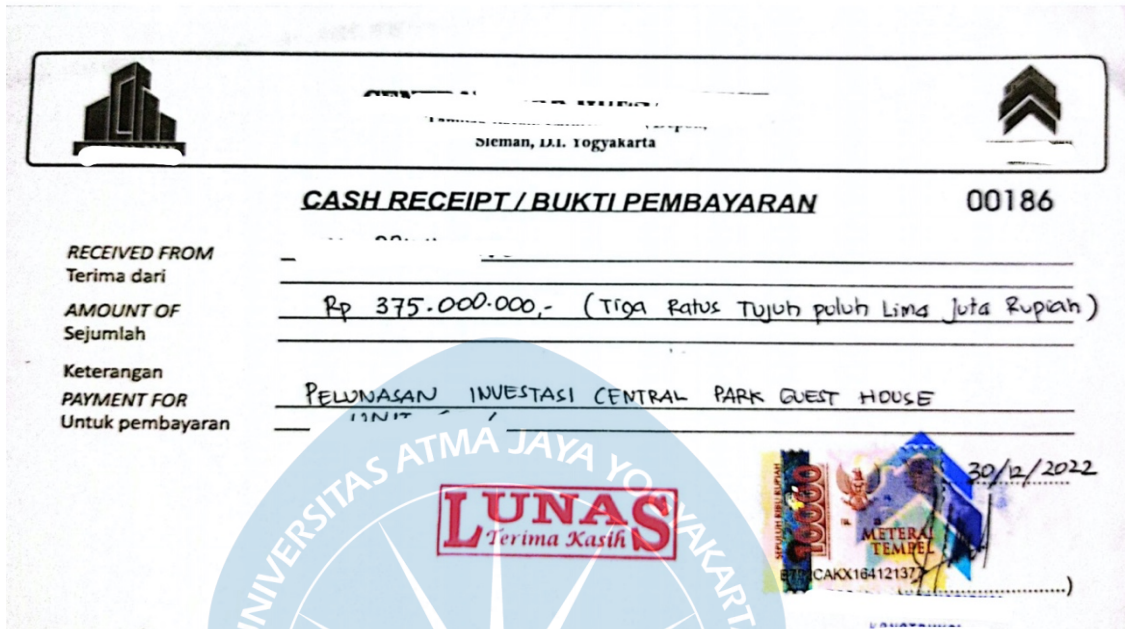 Sleman, D.I. Yogyakarta
CASH RECEIPT / BUKTI PEMBAYARAN
00186
RECEIVED FROM
Terima dari
AMOUNT OF
Sejumlah
Rp 375.000.000,- (Tiga Ratus Tujuh puluh Lima Juta Rupiah)
Keterangan
PAYMENT FOR
Untuk pembayaran
PELUNASAN INVESTASI CENTRAL PARK GUEST HOUSE
UNIT
UNIVERSITAS ATMA JAYA YOGYAKARTA
LUNAS
Terima Kasih
30/12/2022
SEPULUH RIBU RUPIAH
10000
METERAI
TEMPEL